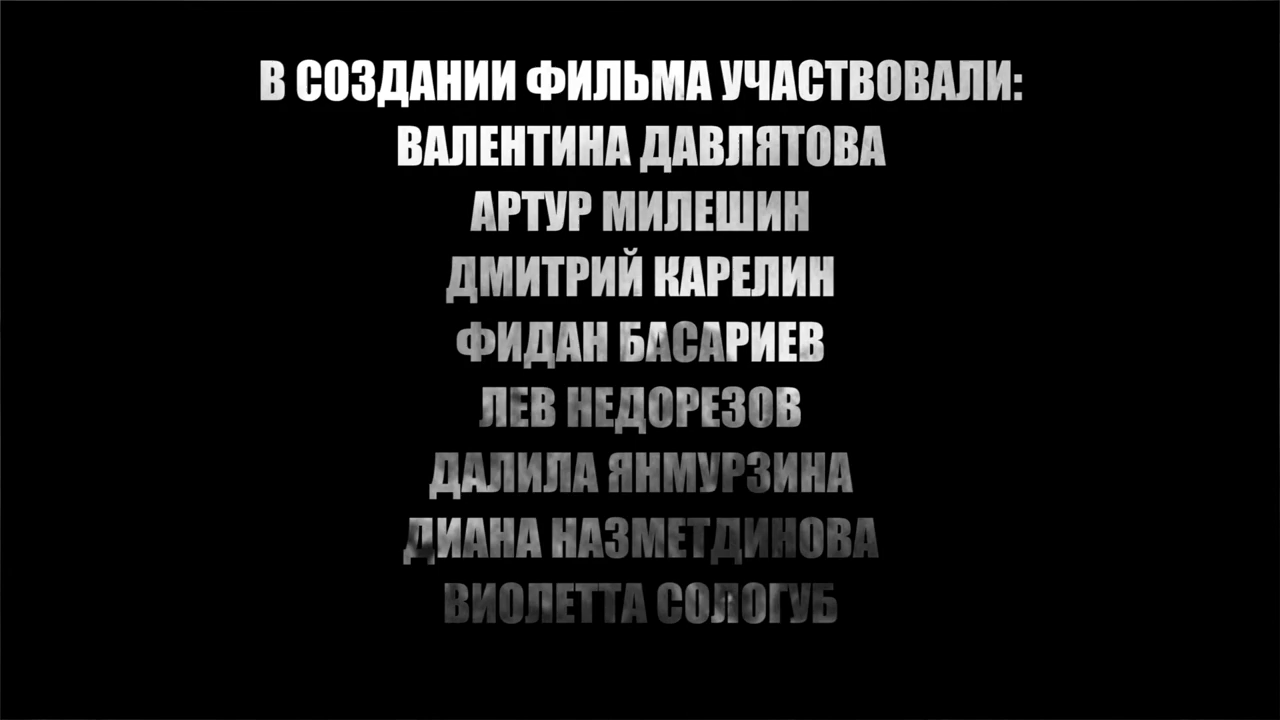 В СОЗДАНИИ ФИЛЬМА УЧАСТВОВАЛИ:
ВАЛЕНТИНА ДАВЛЯТОВА
АРТУР МИЛЕШИН
ДМИТРИЙ КАРЕЛИН
ФИДАН БАСАРИЕВ
ЛЕВ НЕДОРЕЗОВ
ДАЛИЛА ЯНМУРЗИНА
ДИАНА НАЗМЕТДИНОВА
ВИОЛЕТТА СОЛОГУБ